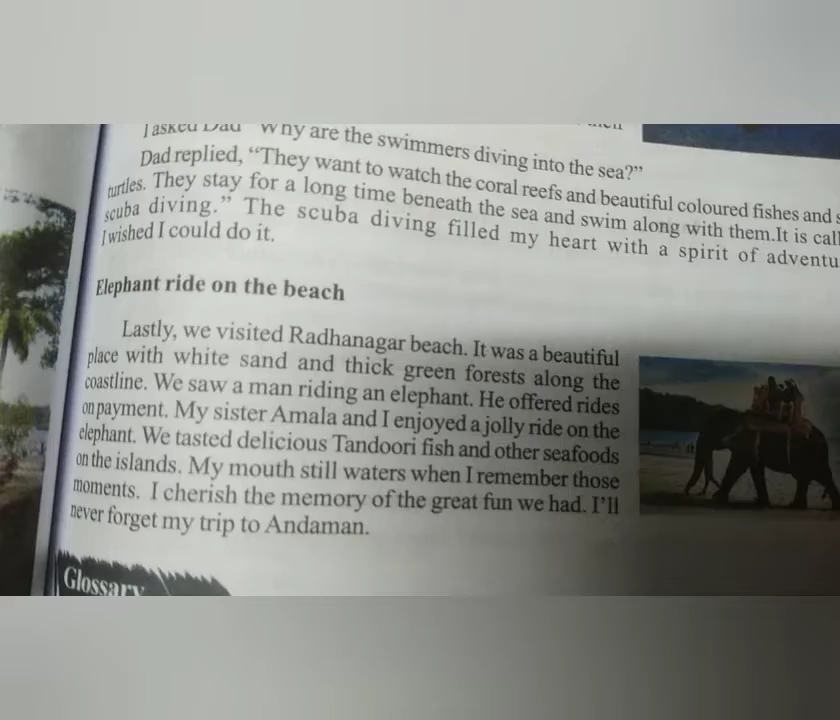 I asked Dad "Why are the swimmers diving into the sea?"
Dad replied, "They want to watch the coral reefs and beautiful coloured fishes and
turtles. They stay for a long time beneath the sea and swim along with them.It is
scuba diving." The scuba diving filled my heart with a spirit of
I wished I could do it.
Elephant ride on the beach
Lastly, we visited Radhanagar beach. It was a beautiful
place with white sand and thick green forests along the
coastline. We saw a man riding an elephant. He offered rides
on payment. My sister Amala and I enjoyed a jolly ride on the
elephant. We tasted delicious Tandoori fish and other seafoods
on the islands. My mouth still waters when I remember those
moments. I cherish the memory of the great fun we had. I'll
never forget my trip to Andaman.
Glossary